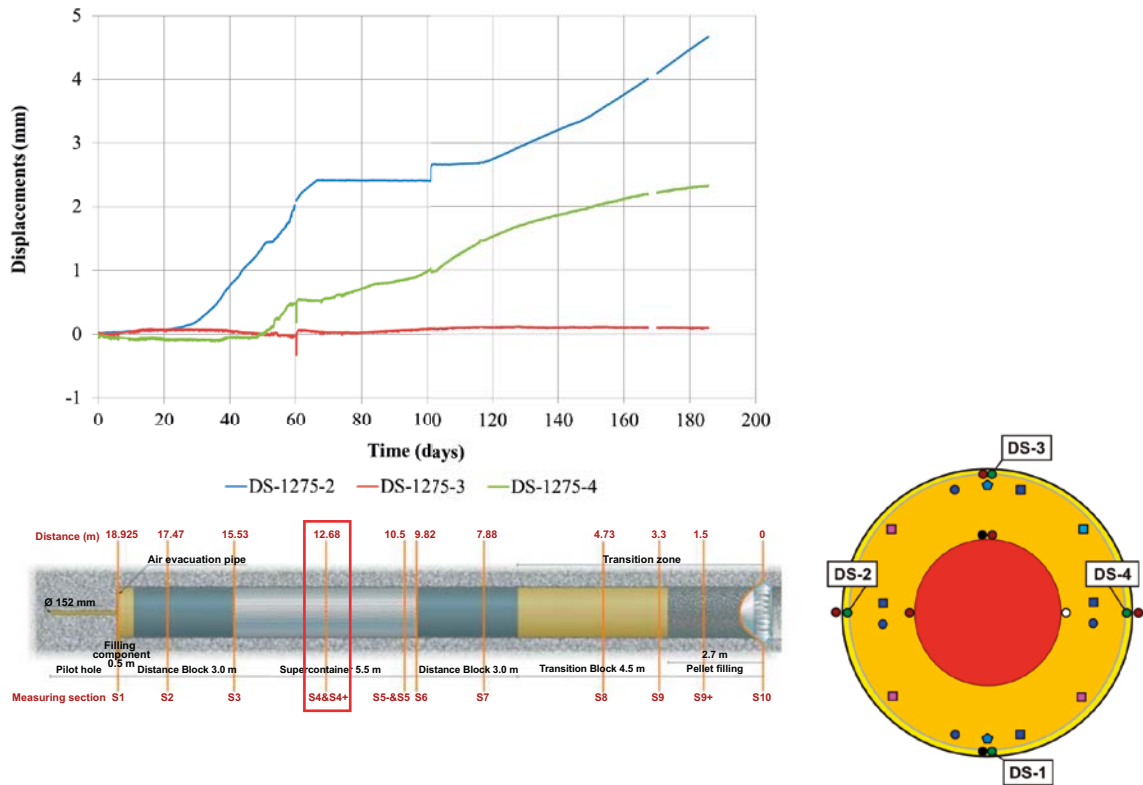 5
4
3
2
1
0
-1
Displacements (mm)
0 20 40 60 80 100 120 140 160 180 200
Time (days)
DS-1275-2 DS-1275-3 DS-1275-4
Distance (m) 18.925 17.47 15.53 12.68 10.5 9.82 7.88 4.73 3.3 1.5 0
Air evacuation pipe Transition zone
Ø 152 mm
Filling component 0.5 m
2.7 m
Pilot hole Distance Block 3.0 m Supercontainer 5.5 m Distance Block 3.0 m Transition Block 4.5 m Pellet filling
Measuring section S1 S2 S3 S4&S4+ S5-&S5 S6 S7 S8 S9 S9+ S10
DS-3
DS-2 DS-4
DS-1